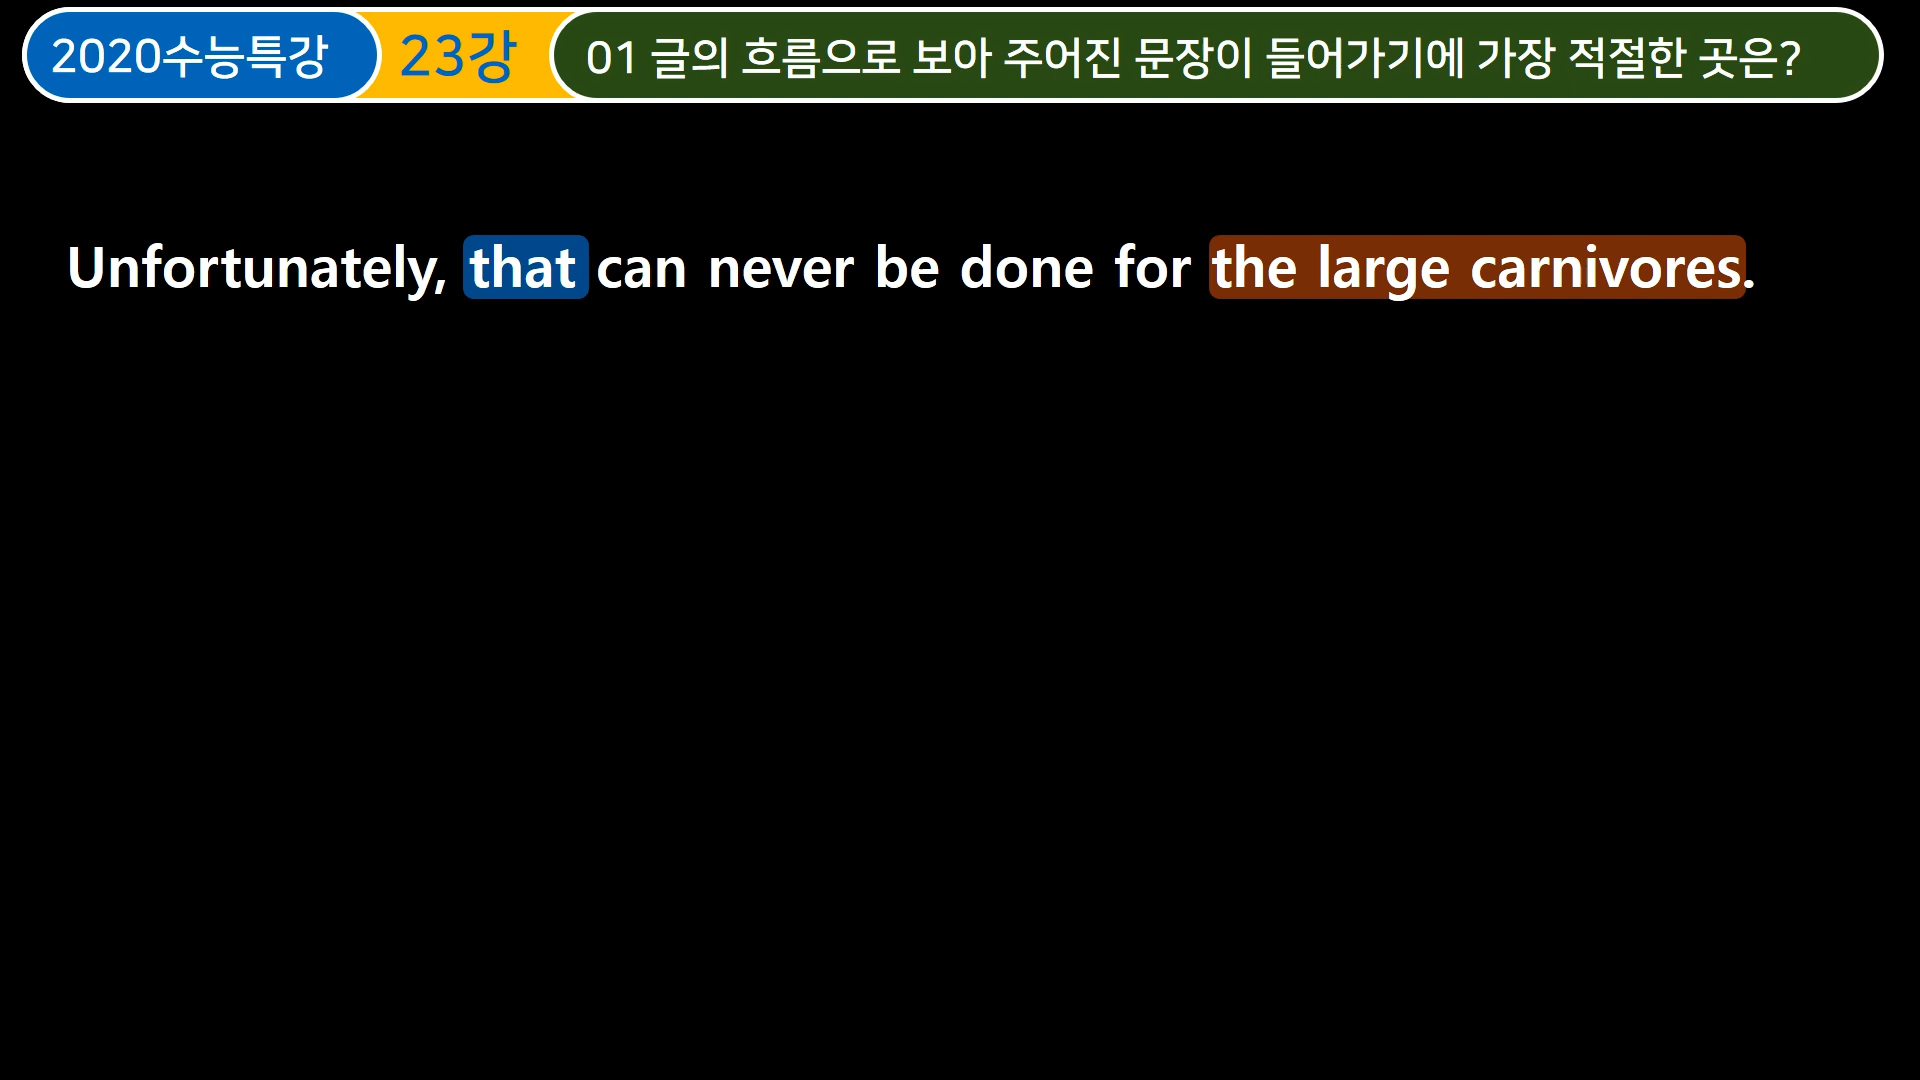 2020수능특강 23강 01 글의 흐름으로 보아 주어진 문장이 들어가기에 가장 적절한 곳은?
Unfortunately, that can never be done for the large carnivores.